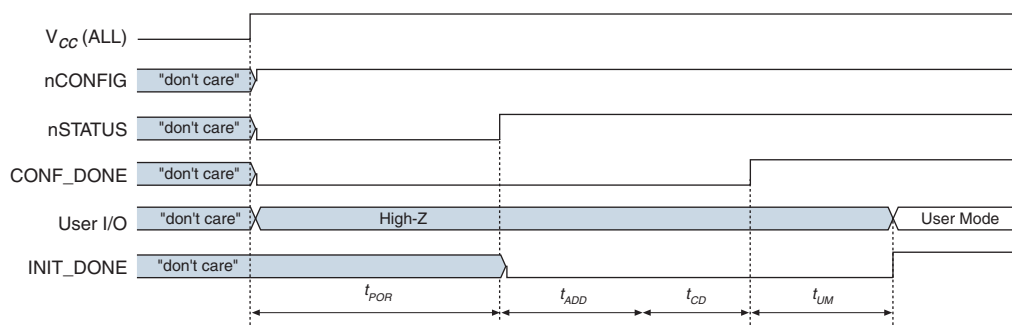 VCC (ALL)
nCONFIG "don't care"
nSTATUS "don't care"
CONF_DONE "don't care"
User I/O "don't care" High-Z User Mode
INIT_DONE "don't care"
tPOR tADD tCD tUM